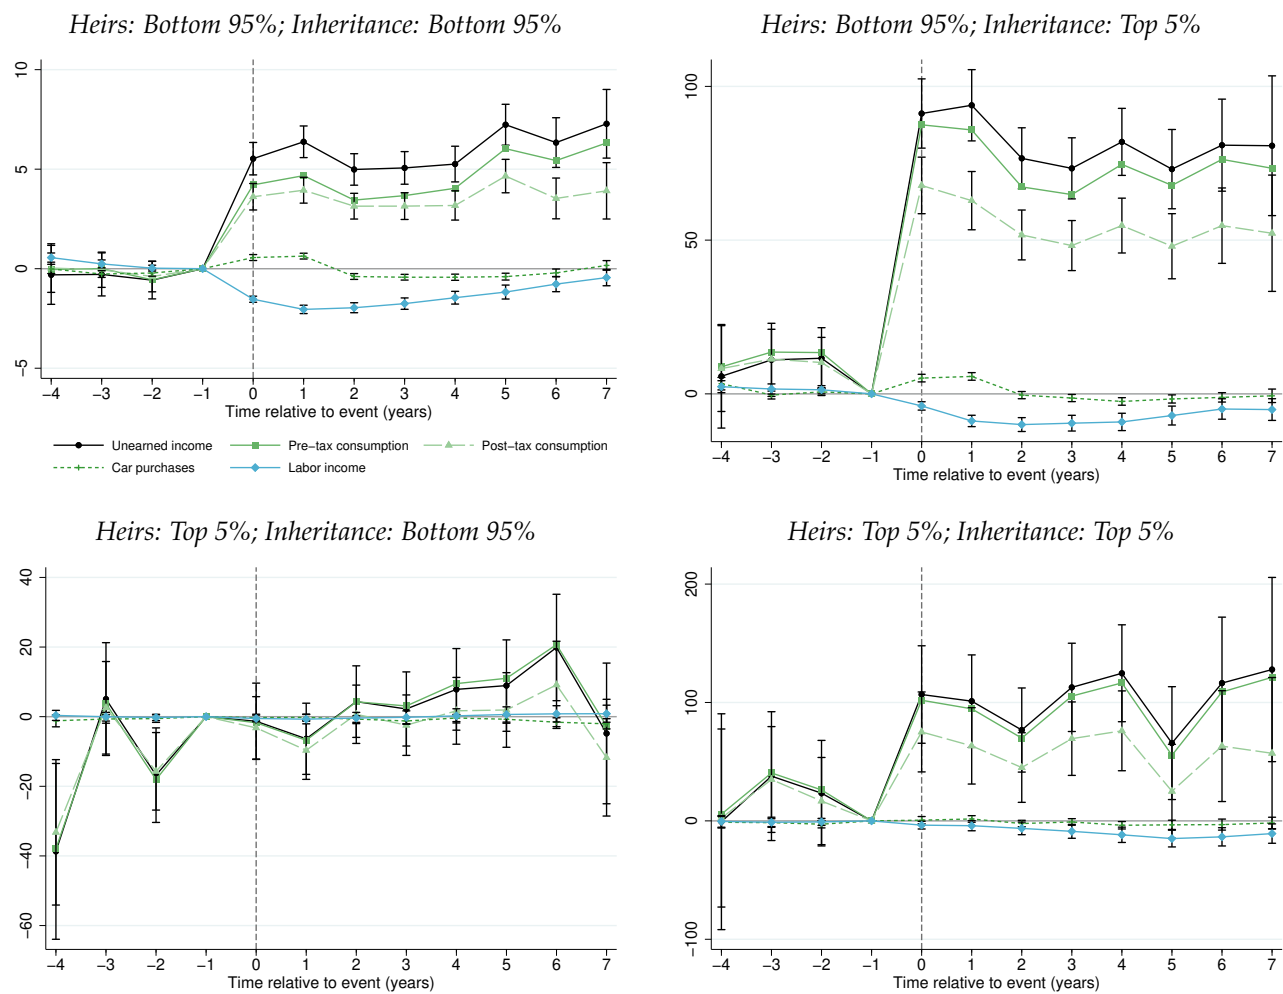 Heirs: Bottom 95%; Inheritance: Bottom 95%
10
5
0
−5
−4 −3 −2 −1 0 1 2 3 4 5 6 7
Time relative to event (years)
Unearned income Pre−tax consumption Post−tax consumption
Car purchases Labor income
Heirs: Bottom 95%; Inheritance: Top 5%
100
50
0
−4 −3 −2 −1 0 1 2 3 4 5 6 7
Time relative to event (years)
Heirs: Top 5%; Inheritance: Bottom 95%
40
20
0
−20
−40
−60
−4 −3 −2 −1 0 1 2 3 4 5 6 7
Time relative to event (years)
Heirs: Top 5%; Inheritance: Top 5%
200
100
0
−100
−4 −3 −2 −1 0 1 2 3 4 5 6 7
Time relative to event (years)